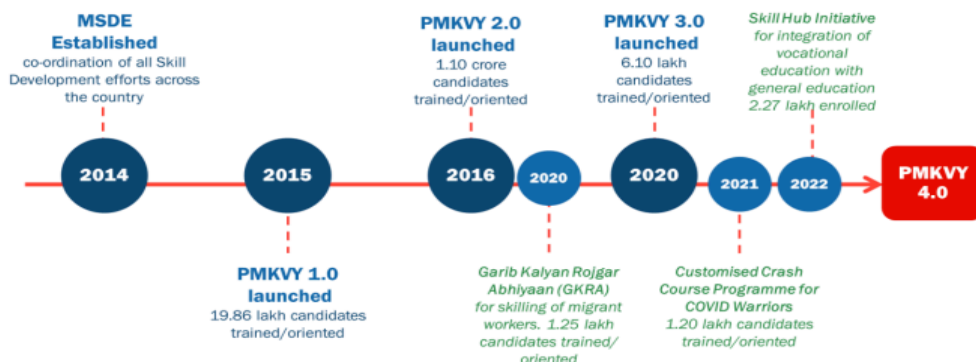 MSDE
Established
co-ordination of all Skill
Development efforts across
the country
PMKVY 2.0
launched
1.10 crore
candidates
trained/oriented
PMKVY 3.0
launched
6.10 lakh
candidates
trained/oriented
Skill Hub Initiative
for integration of
vocational
education with
general education
2.27 lakh enrolled
2014
2015
2016
2020
2020
2021
2022
PMKVY
4.0
PMKVY 1.0
launched
19.86 lakh candidates
trained/oriented
Garib Kalyan Rojgar
Abhiyaan (GKRA)
for skilling of migrant
workers. 1.25 lakh
candidates trained/
oriented
Customised Crash
Course Programme for
COVID Warriors
1.20 lakh candidates
trained/oriented